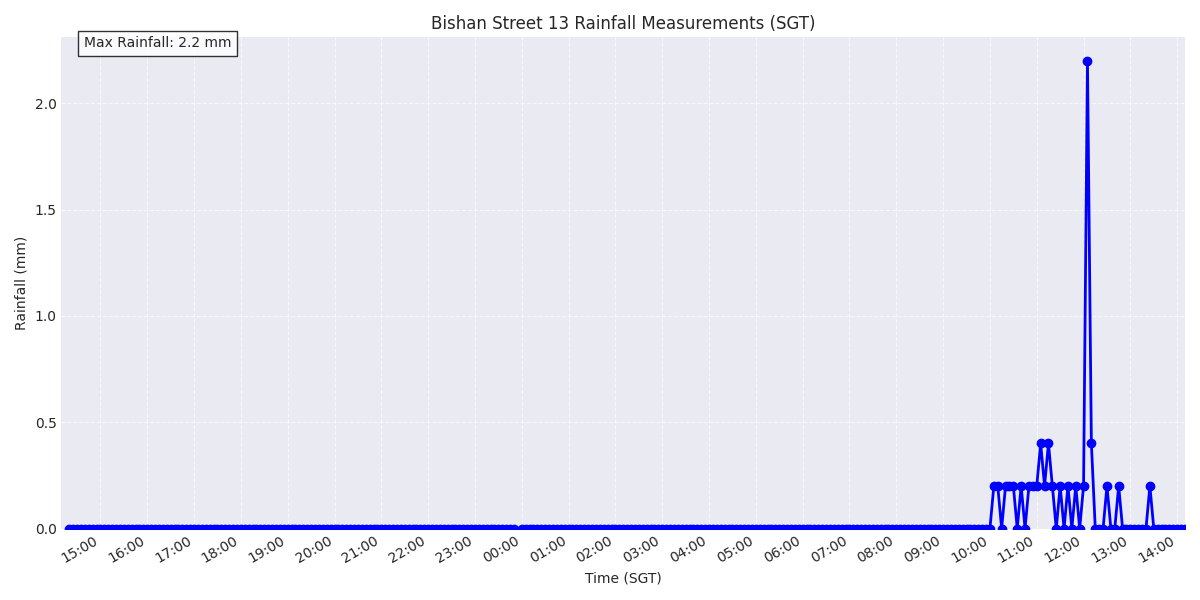 Bishan Street 13 Rainfall Measurements (SGT)
Max Rainfall: 2.2 mm
Rainfall (mm)
2.0
1.5
1.0
0.5
0.0
15:00 16:00 17:00 18:00 19:00 20:00 21:00 22:00 23:00 00:00 01:00 02:00 03:00 04:00 05:00 06:00 07:00 08:00 09:00 10:00 11:00 12:00 13:00 14:00
Time (SGT)